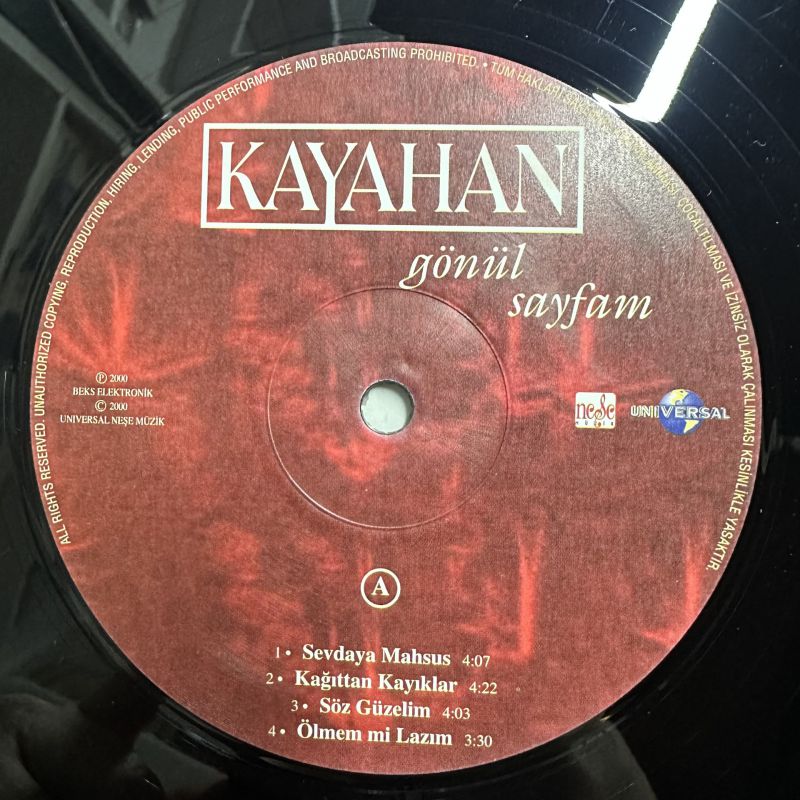 ALL RIGHTS RESERVED. UNAUTHORIZED COPYING, REPRODUCTION, HIRING, LENDING, PUBLIC PERFORMANCE AND BROADCASTING PROHIBITED. • TÜM HAKLARI ÇOĞALTILMASI VE İZİNSİZ OLARAK ÇALINMASI KESİNLİKLE YASAKTIR.
KAYAHAN
gönül
sayfam
℗ 2000
BEKS ELEKTRONİK
© 2000
UNIVERSAL NEŞE MÜZİK
neşe
MÜZİK
UNIVERSAL
A
1 • Sevdaya Mahsus 4:07
2 • Kağıttan Kayıklar 4:22
3 • Söz Güzelim 4:03
4 • Ölmem mi Lazım 3:30